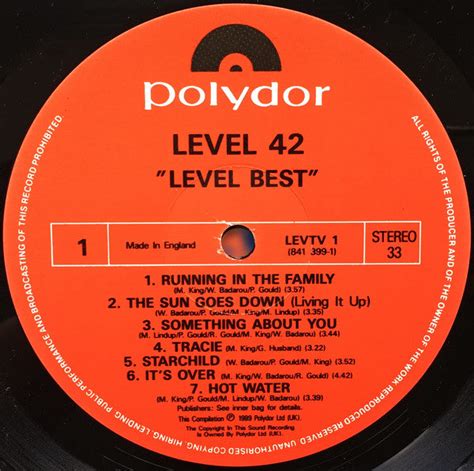 polydor
LEVEL 42
"LEVEL BEST"
1
Made in England
LEVTV 1
(841 399-1)
STEREO
33
1. RUNNING IN THE FAMILY
(M. King/W. Badarou/P. Gould) (3.57)
2. THE SUN GOES DOWN (Living It Up)
(W. Badarou/P. Gould/M. King/M. Lindup) (3.35)
3. SOMETHING ABOUT YOU
(M. Lindup/P. Gould/M. King/W. Badarou/R. Gould) (3.44)
4. TRACIE (M. King/G. Husband) (3.22)
5. STARCHILD (W. Badarou/P. Gould/M. King) (3.55)
6. IT'S OVER (M. King/W. Badarou/R. Gould) (4.42)
7. HOT WATER
(M. King/P. Gould/M. Lindup/W. Badarou) (3.39)
Publishers: See inner bag for details.
This Compilation ℗ 1989 Polydor Ltd (UK).
The Copyright In This Sound Recording
is Owned By Polydor Ltd (UK).
ALL RIGHTS OF THE PRODUCER AND OF THE OWNER OF THE WORK REPRODUCED RESERVED UNAUTHORISED COPYING, HIRING, LENDING, PUBLIC PERFORMANCE AND BROADCASTING OF THIS RECORD PROHIBITED.